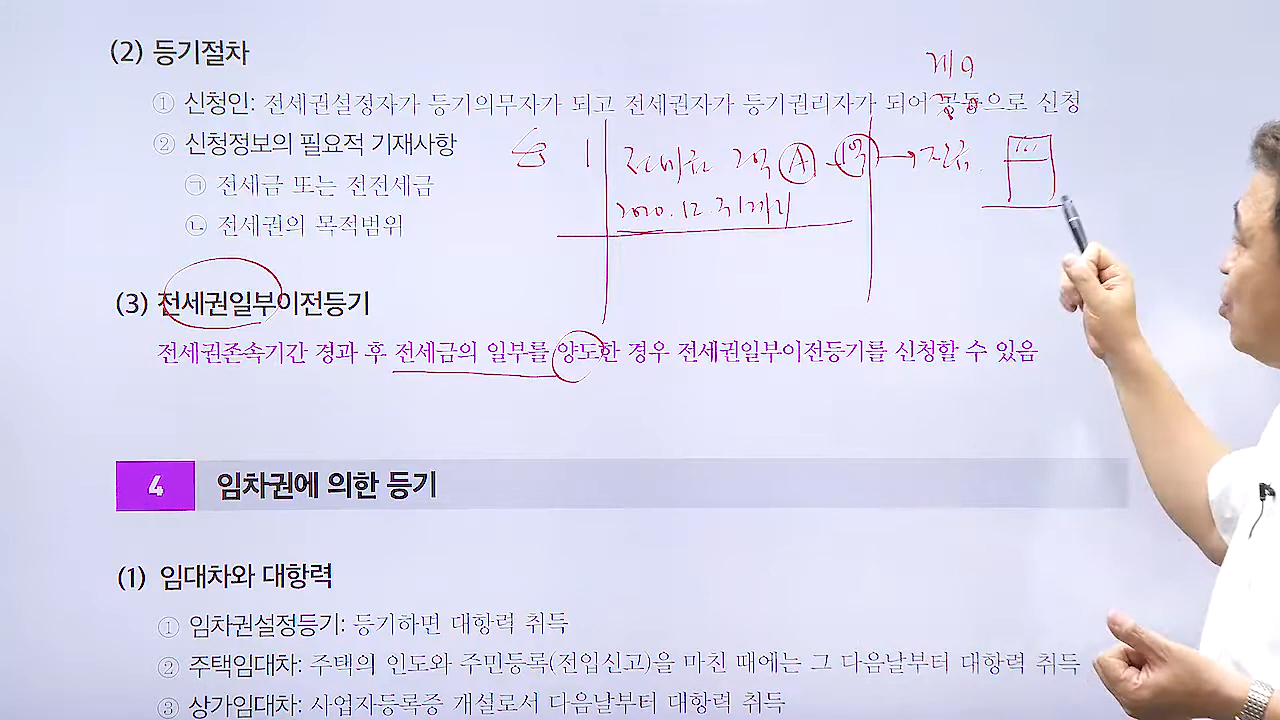 (2) 등기절차
① 신청인: 전세권설정자가 등기의무자가 되고 전세권자가 등기권리자가 되어 공동으로 신청
② 신청정보의 필요적 기재사항
㉠ 전세금 또는 전전세금
㉡ 전세권의 목적범위
1
2억 A
1억
2020.12.31까지
(3) 전세권일부이전등기
전세권존속기간 경과 후 전세금의 일부를 양도한 경우 전세권일부이전등기를 신청할 수 있음
4 임차권에 의한 등기
(1) 임대차와 대항력
① 임차권설정등기: 등기하면 대항력 취득
② 주택임대차: 주택의 인도와 주민등록(전입신고)을 마친 때에는 그 다음날부터 대항력 취득
③ 상가임대차: 사업자등록증 개설로서 다음날부터 대항력 취득